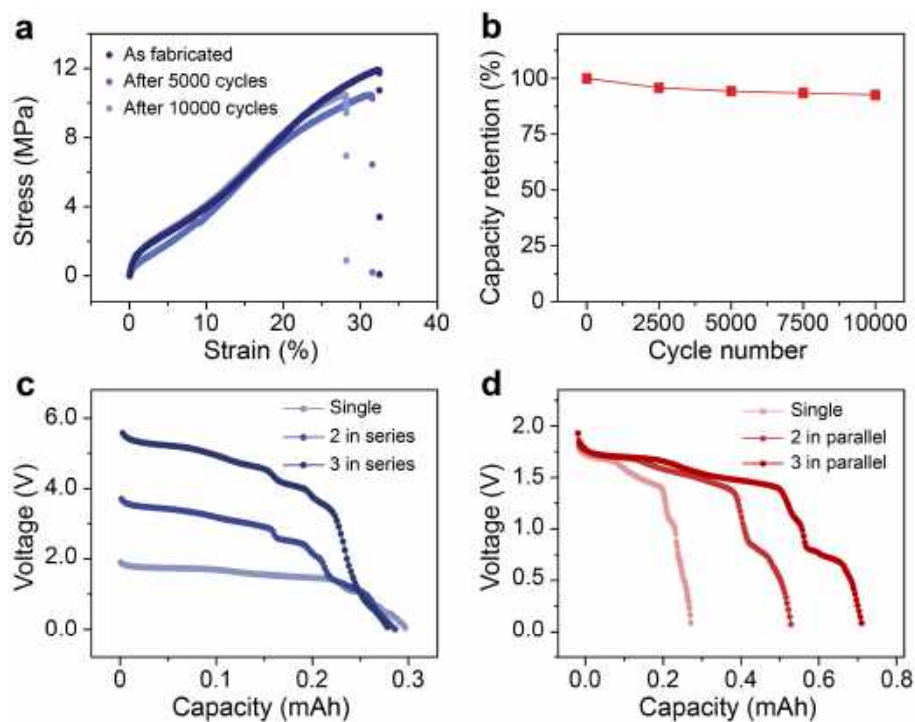 a
As fabricated
After 5000 cycles
After 10000 cycles
12
8
4
0
Stress (MPa)
0 10 20 30 40
Strain (%)
b
100
75
50
25
0
Capacity retention (%)
0 2500 5000 7500 10000
Cycle number
c
Single
2 in series
3 in series
6.0
4.0
2.0
0.0
Voltage (V)
0 0.1 0.2 0.3
Capacity (mAh)
d
Single
2 in parallel
3 in parallel
2.0
1.5
1.0
0.5
0.0
Voltage (V)
0.0 0.2 0.4 0.6 0.8
Capacity (mAh)